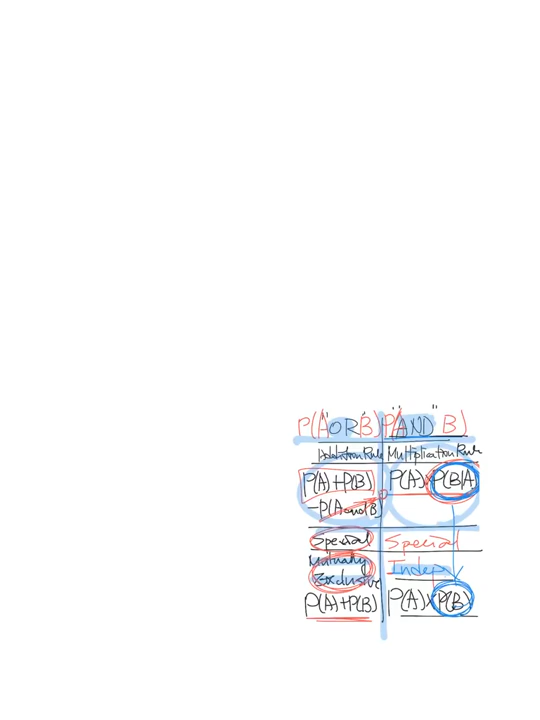 P(A "OR" B) P(A "AND" B)
Addition Rule Multiplication Rule
P(A)+P(B) P(A)×P(B|A)
-P(A and B)
Special Special
Mutually Indep
Exclusive
P(A)+P(B) P(A)×P(B)